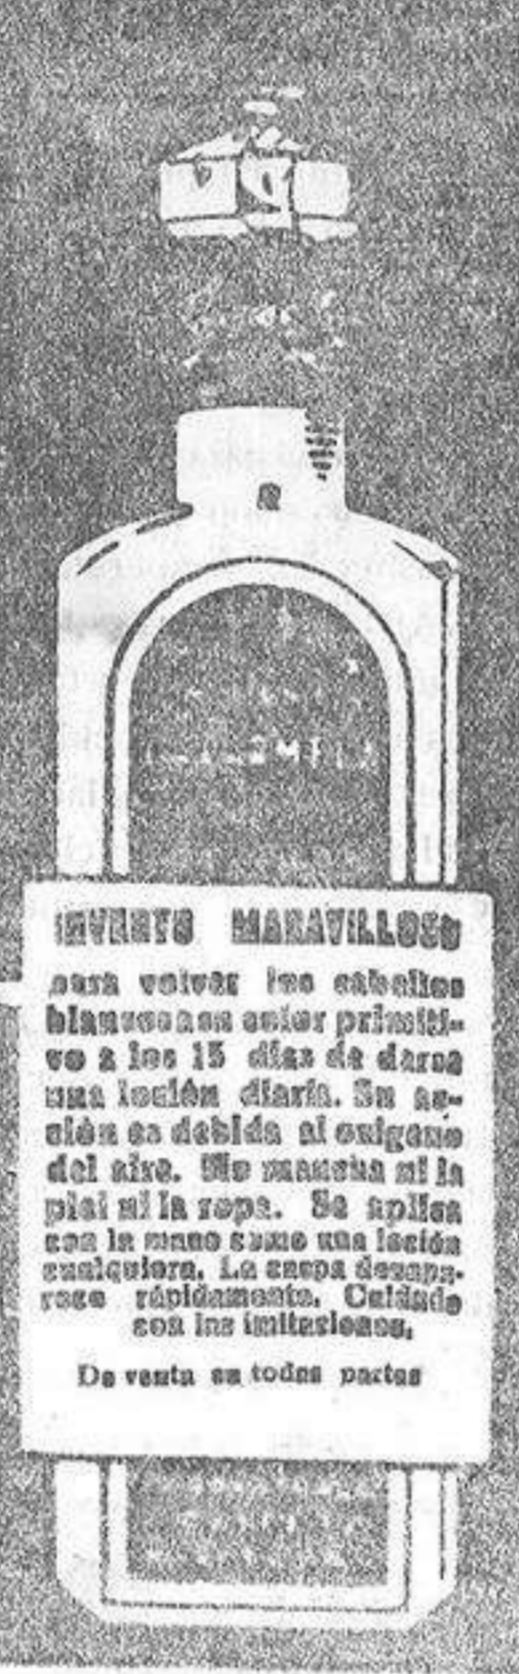 INVENTO MARAVILLOSO
para volver los cabellos
blancos a su color primiti-
vo a los 15 días de darse
una loción diaria. Su ac-
ción es debida al oxígeno
del aire. No mancha ni la
piel ni la ropa. Se aplica
con la mano como una loción
cualquiera. La caspa desapa-
rece rápidamente. Cuidado
con las imitaciones.
De venta en todas partes